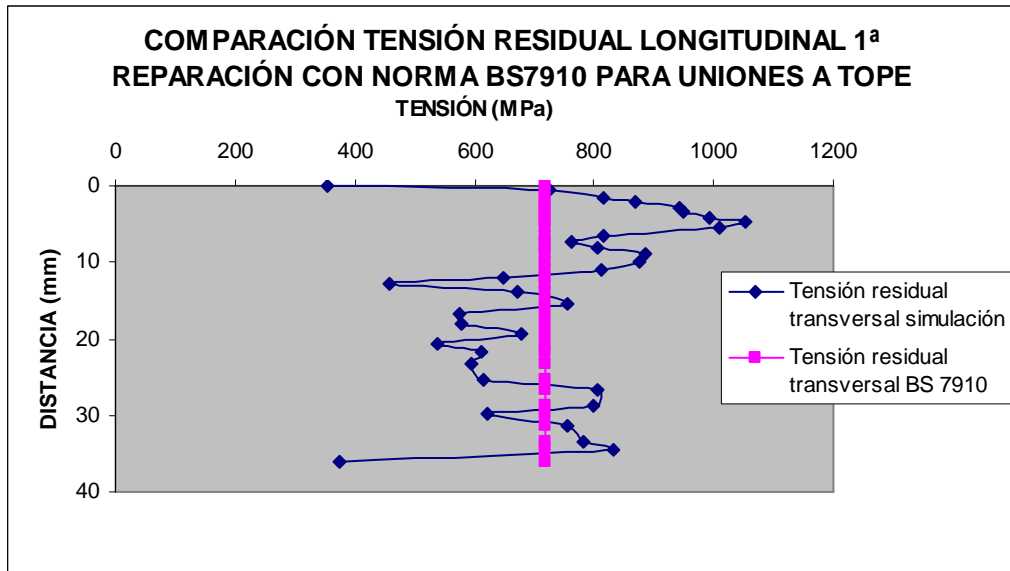 COMPARACIÓN TENSIÓN RESIDUAL LONGITUDINAL 1ª
REPARACIÓN CON NORMA BS7910 PARA UNIONES A TOPE
TENSIÓN (MPa)
0 200 400 600 800 1000 1200
DISTANCIA (mm)
0
10
20
30
40
Tensión residual
transversal simulación
Tensión residual
transversal BS 7910